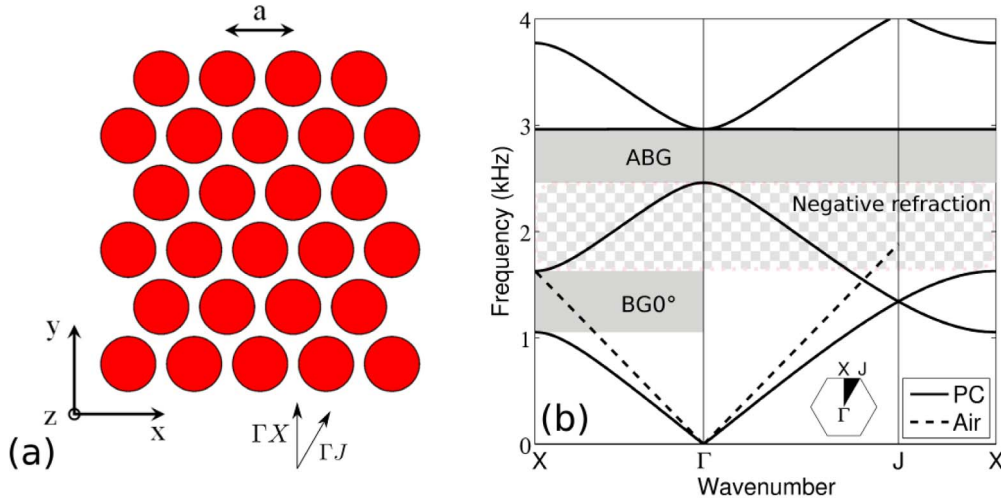 a
y
z
x
ΓX
ΓJ
(a)
4
3
2
1
0
Frequency (kHz)
ABG
Negative refraction
BG0°
X J
Γ
PC
Air
(b)
X
Γ
J
X
Wavenumber